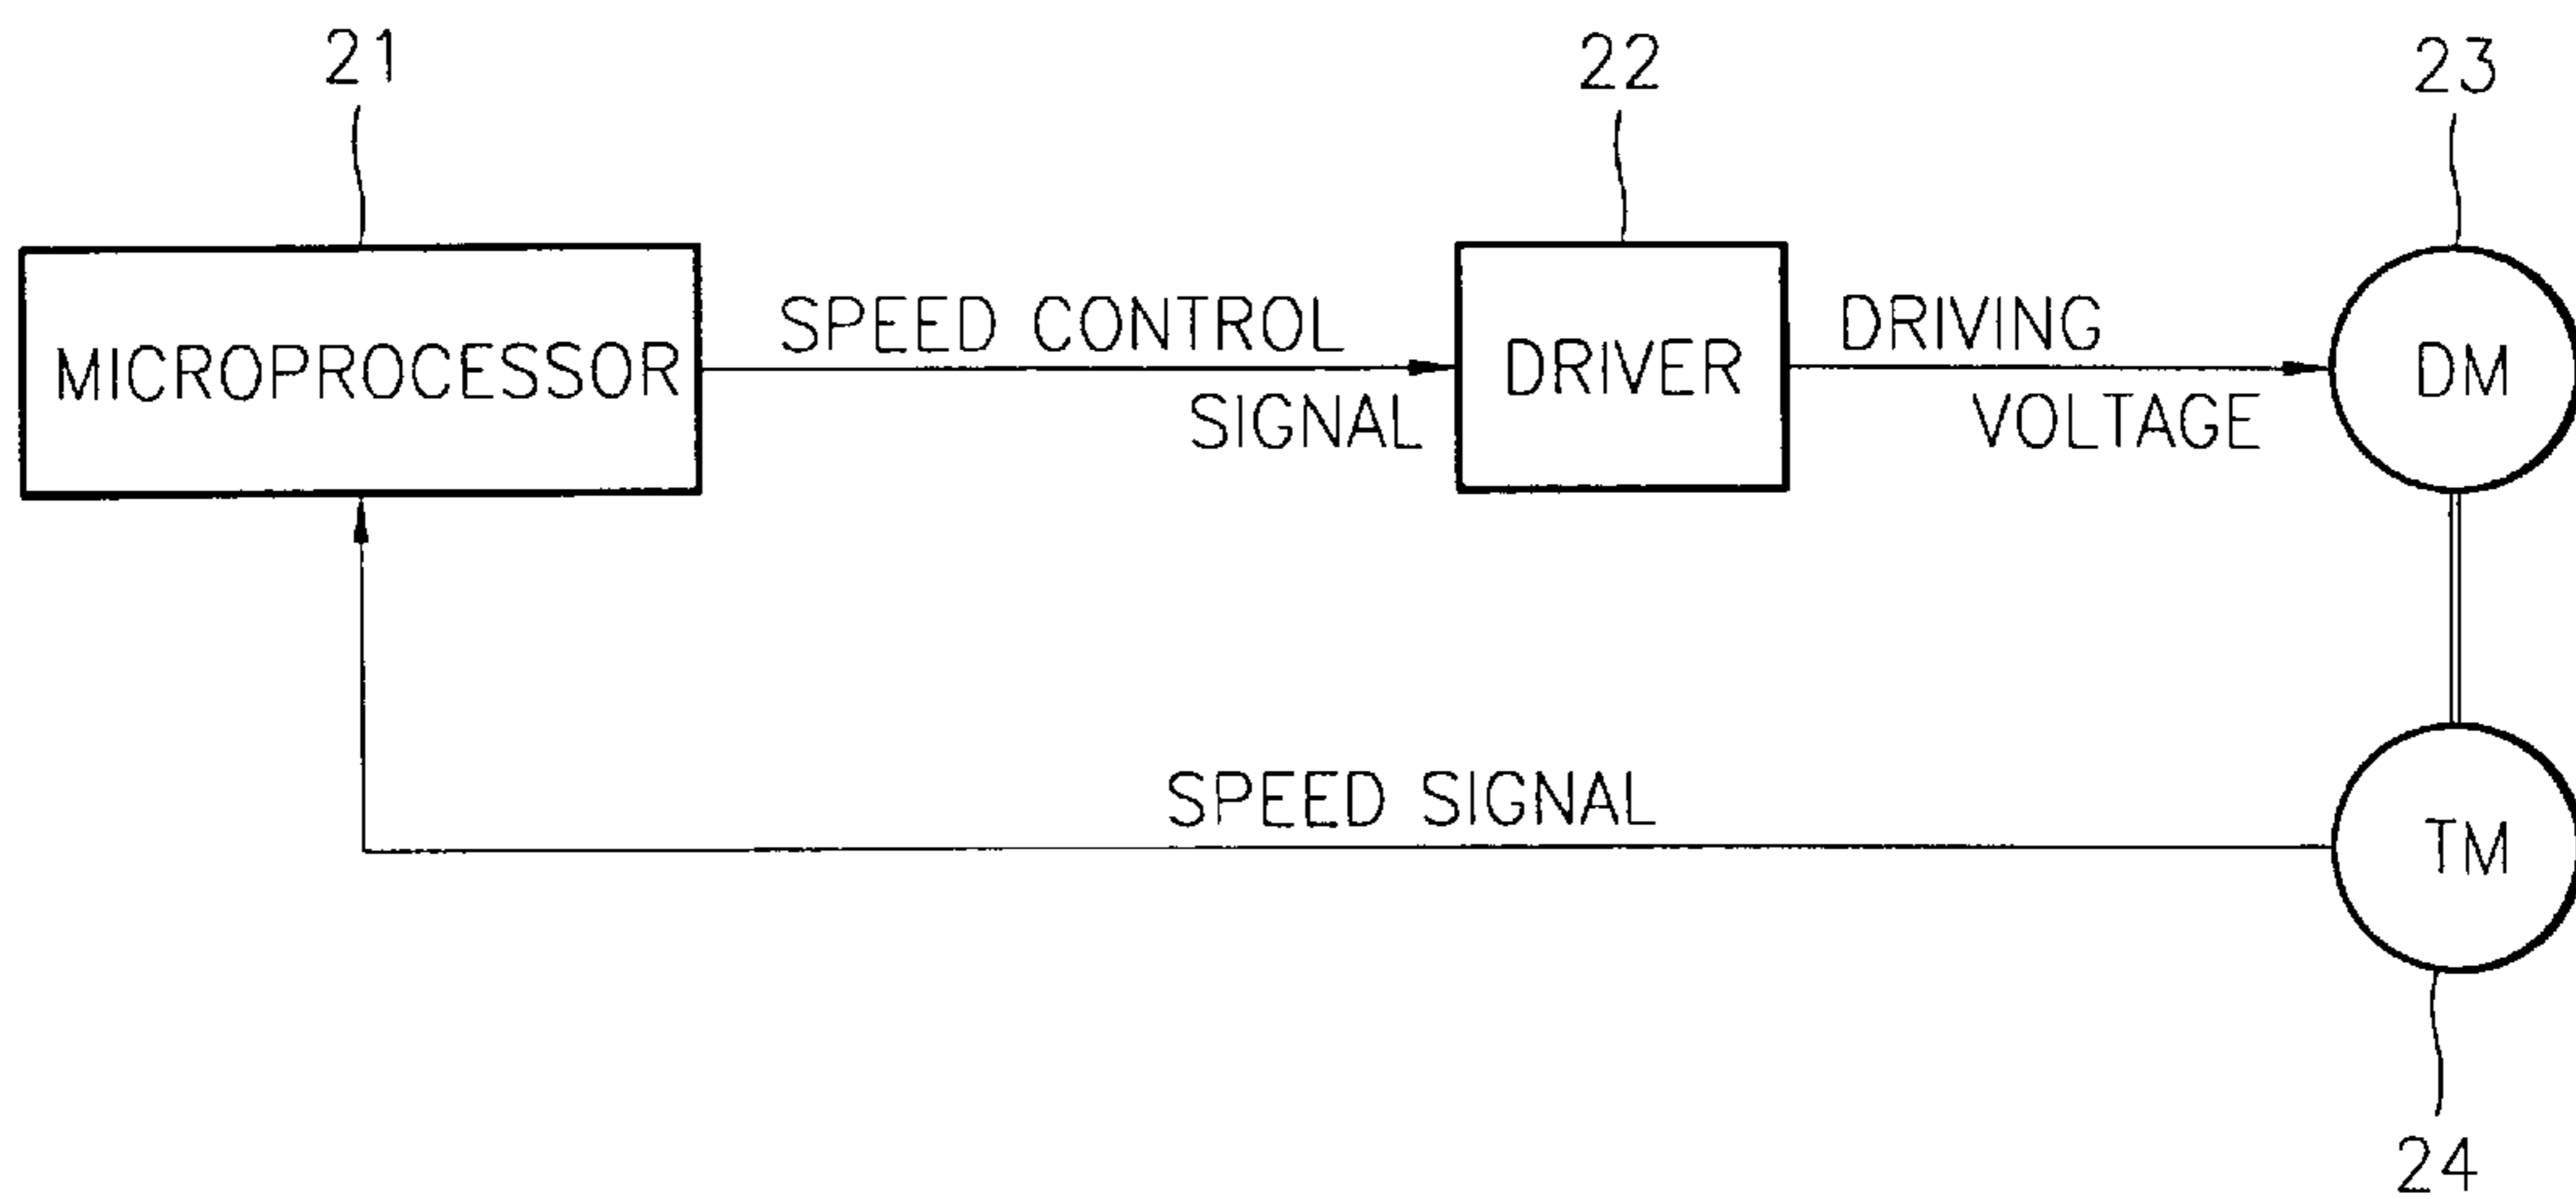 21
22
23
MICROPROCESSOR
SPEED CONTROL
SIGNAL
DRIVER
DRIVING
VOLTAGE
DM
SPEED SIGNAL
TM
24